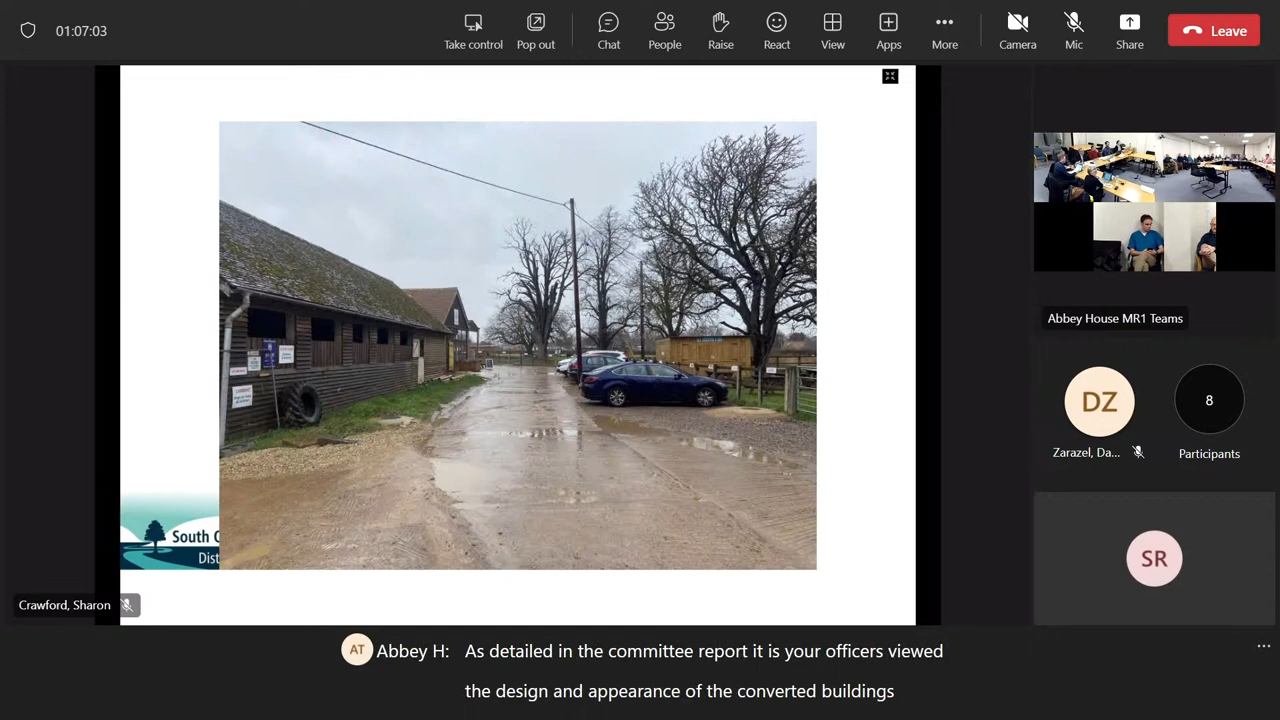 01:07:03
Take control
Pop out
Chat
People
Raise
React
View
Apps
More
Camera
Mic
Share
Leave
South
Dist
Crawford, Sharon
Abbey House MR1 Teams
DZ
Zarazel, Da...
8
Participants
SR
AT
Abbey H: As detailed in the committee report it is your officers viewed
the design and appearance of the converted buildings